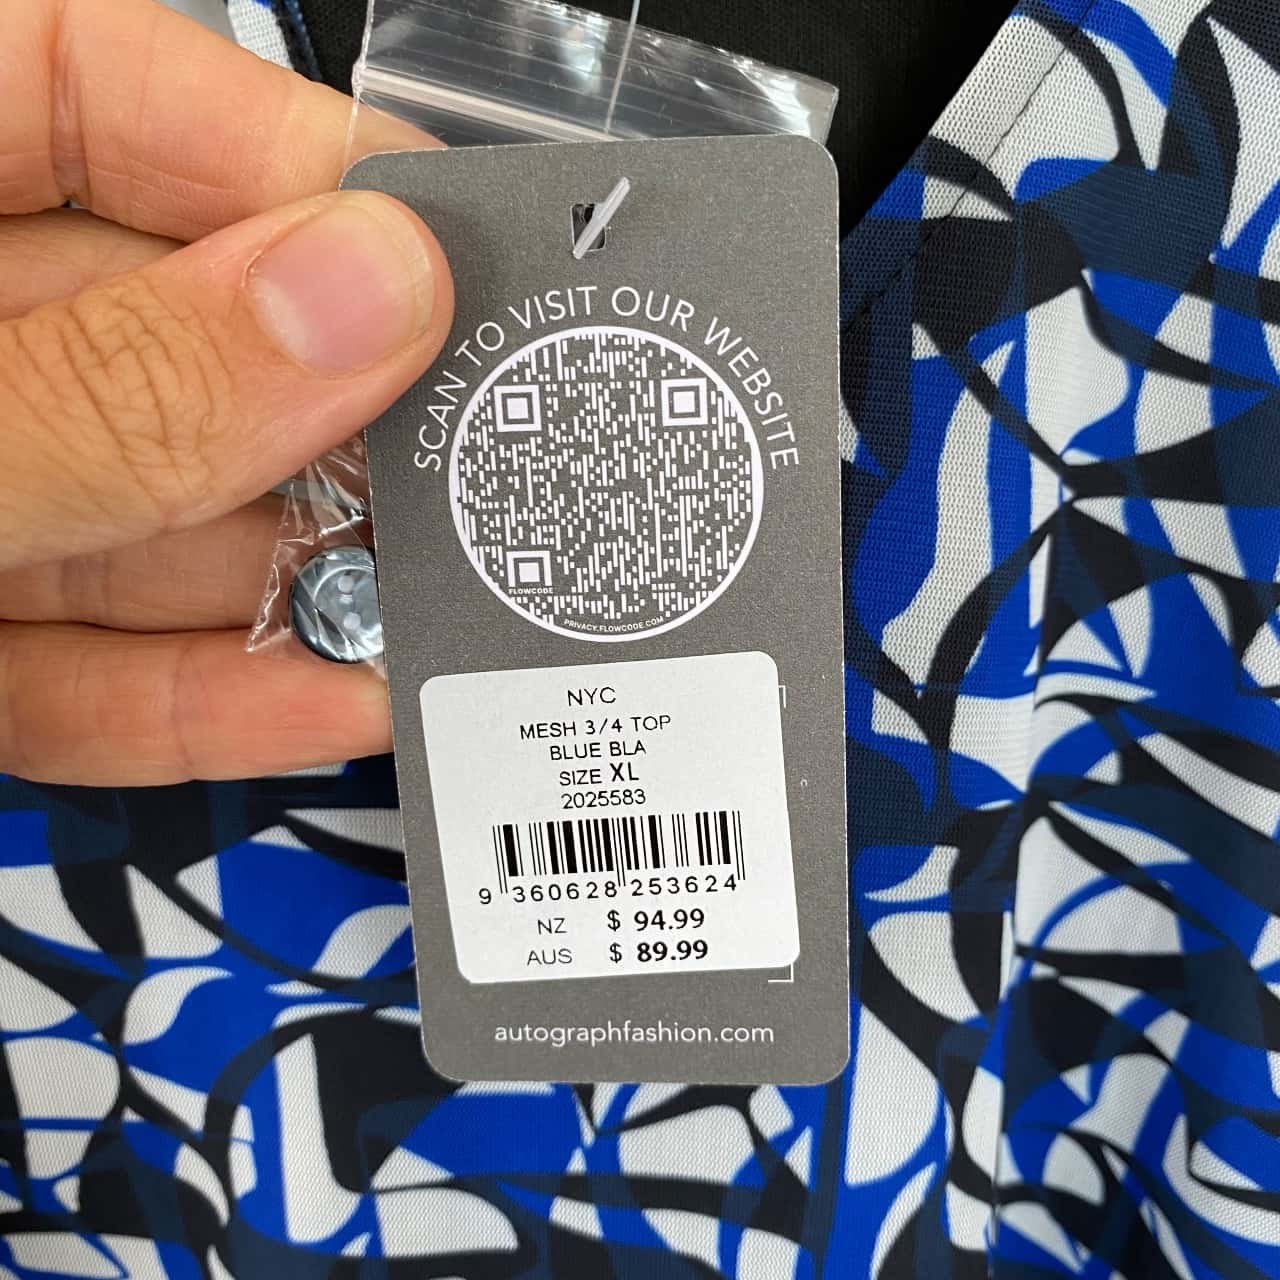 SCAN TO VISIT OUR WEBSITE
FLOWCODE
PRIVACY.FLOWCODE.COM
NYC
MESH 3/4 TOP
BLUE BLA
SIZE XL
2025583
9 360628 253624
NZ $ 94.99
AUS $ 89.99
autographfashion.com